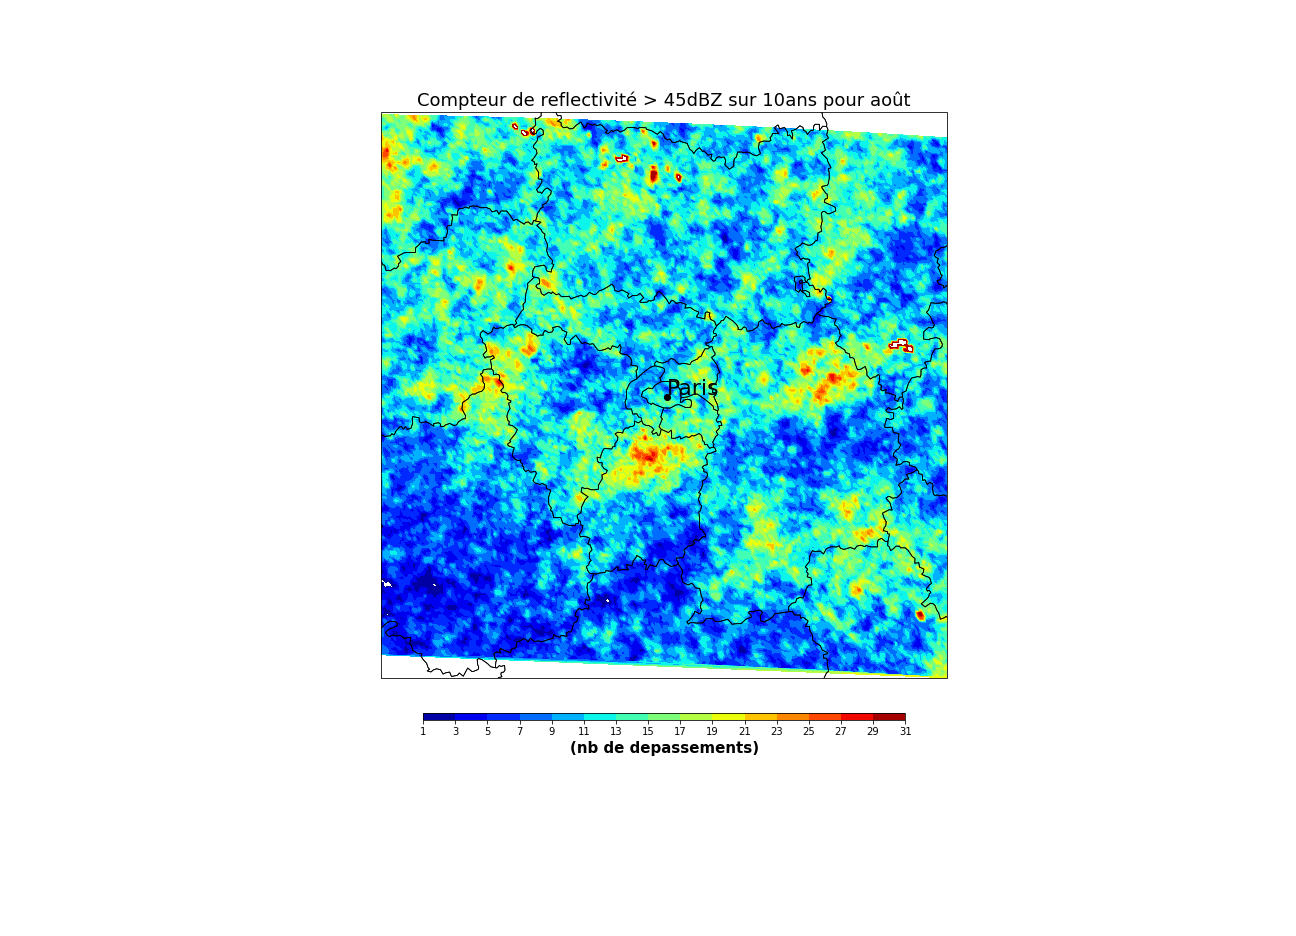 Compteur de reflectivité > 45dBZ sur 10ans pour août
Paris
1 3 5 7 9 11 13 15 17 19 21 23 25 27 29 31
(nb de depassements)